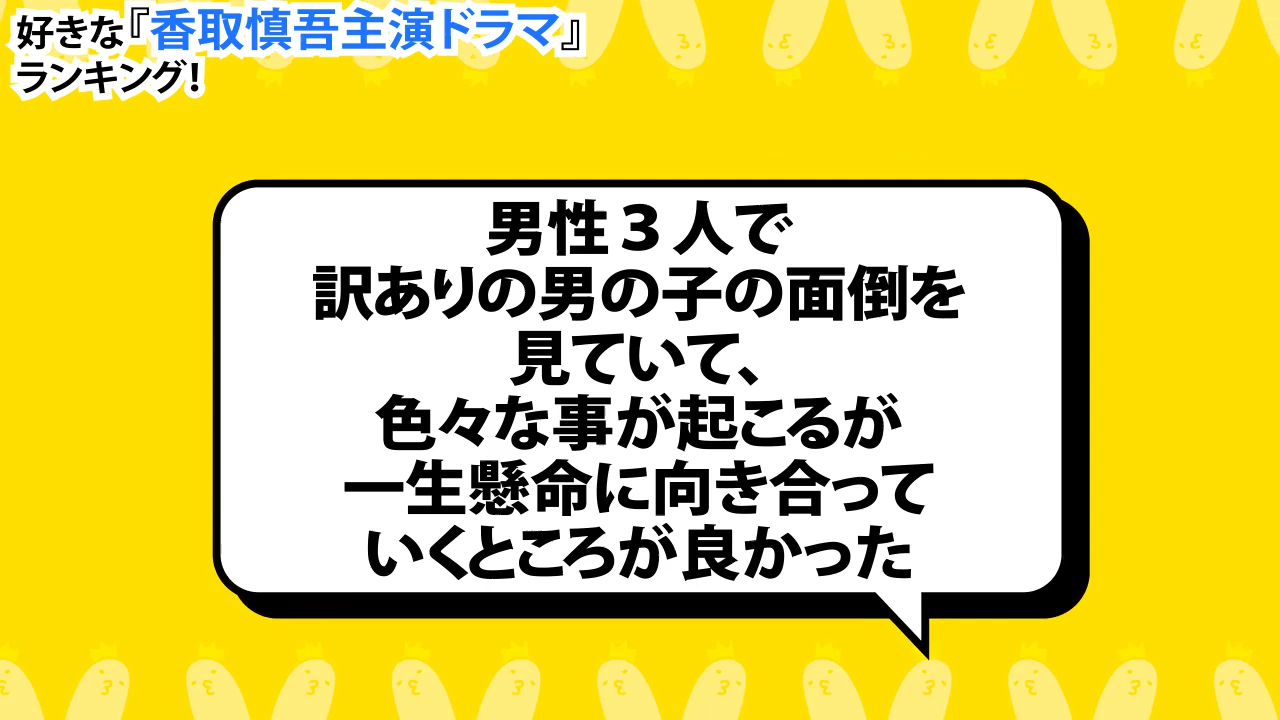 好きな『香取慎吾主演ドラマ』
ランキング！
男性３人で
訳ありの男の子の面倒を
見ていて、
色々な事が起こるが
一生懸命に向き合って
いくところが良かった